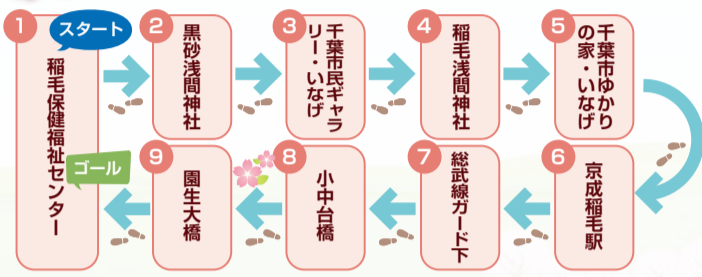 1
スタート
稲毛保健福祉センター
ゴール
2
黒砂浅間神社
3
千葉市民ギャラ
リー・いなげ
4
稲毛浅間神社
5
千葉市ゆかり
の家・いなげ
6
京成稲毛駅
7
総武線ガード下
8
小中台橋
9
園生大橋